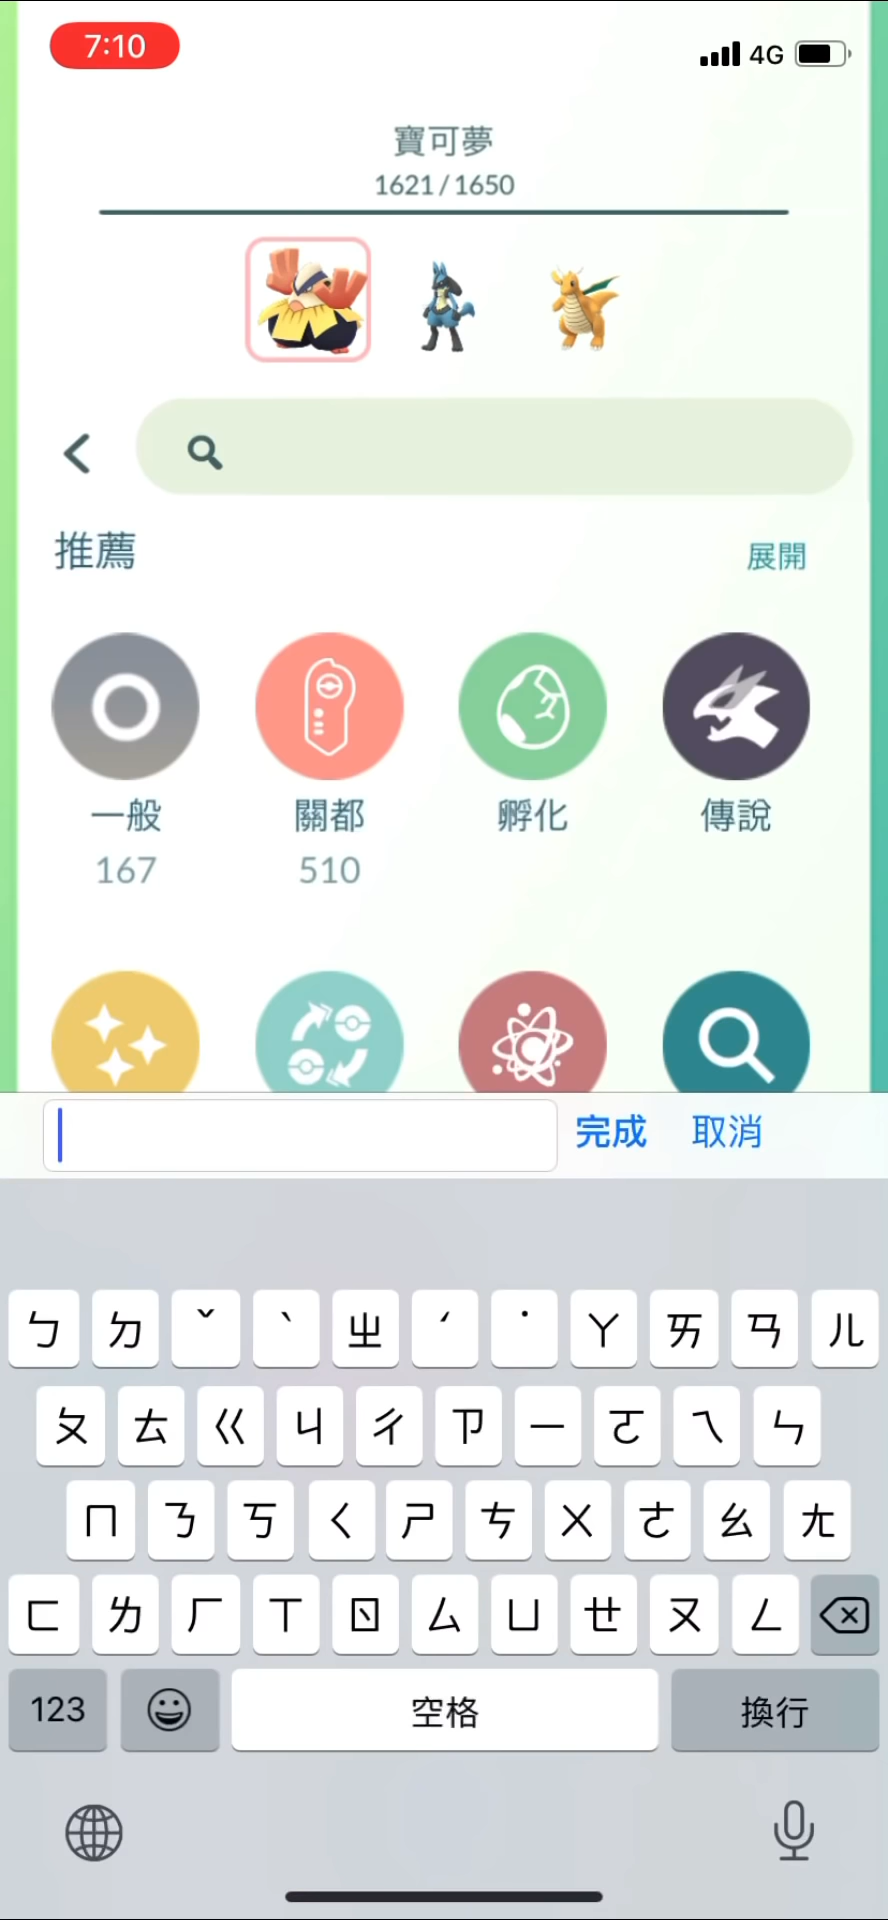 7:10
4G
寶可夢
1621 / 1650
推薦
展開
一般
關都
孵化
傳說
167
510
完成
取消
ㄅ ㄉ ˇ ˋ ㄓ ˊ ˙ ㄚ ㄞ ㄢ ㄦ
ㄆ ㄊ ㄍ ㄐ ㄔ ㄗ ㄧ ㄛ ㄟ ㄣ
ㄇ ㄋ ㄎ ㄑ ㄕ ㄘ ㄨ ㄜ ㄠ ㄤ
ㄈ ㄌ ㄏ ㄒ ㄖ ㄙ ㄩ ㄝ ㄡ ㄥ
123
空格
換行